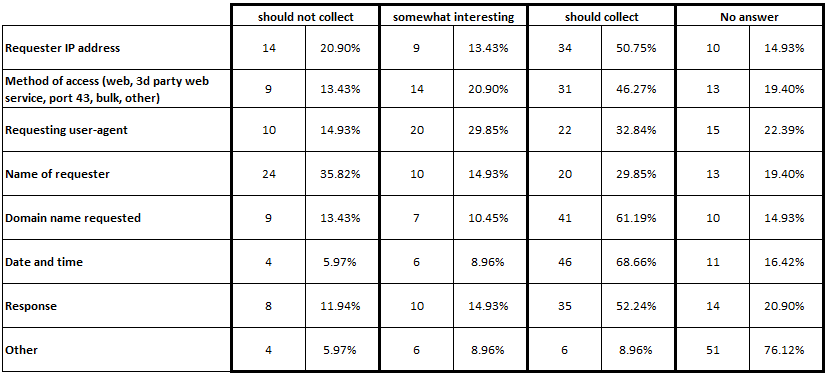 should not collect somewhat interesting should collect No answer
Requester IP address 14 20.90% 9 13.43% 34 50.75% 10 14.93%
Method of access (web, 3d party web
service, port 43, bulk, other) 9 13.43% 14 20.90% 31 46.27% 13 19.40%
Requesting user-agent 10 14.93% 20 29.85% 22 32.84% 15 22.39%
Name of requester 24 35.82% 10 14.93% 20 29.85% 13 19.40%
Domain name requested 9 13.43% 7 10.45% 41 61.19% 10 14.93%
Date and time 4 5.97% 6 8.96% 46 68.66% 11 16.42%
Response 8 11.94% 10 14.93% 35 52.24% 14 20.90%
Other 4 5.97% 6 8.96% 6 8.96% 51 76.12%